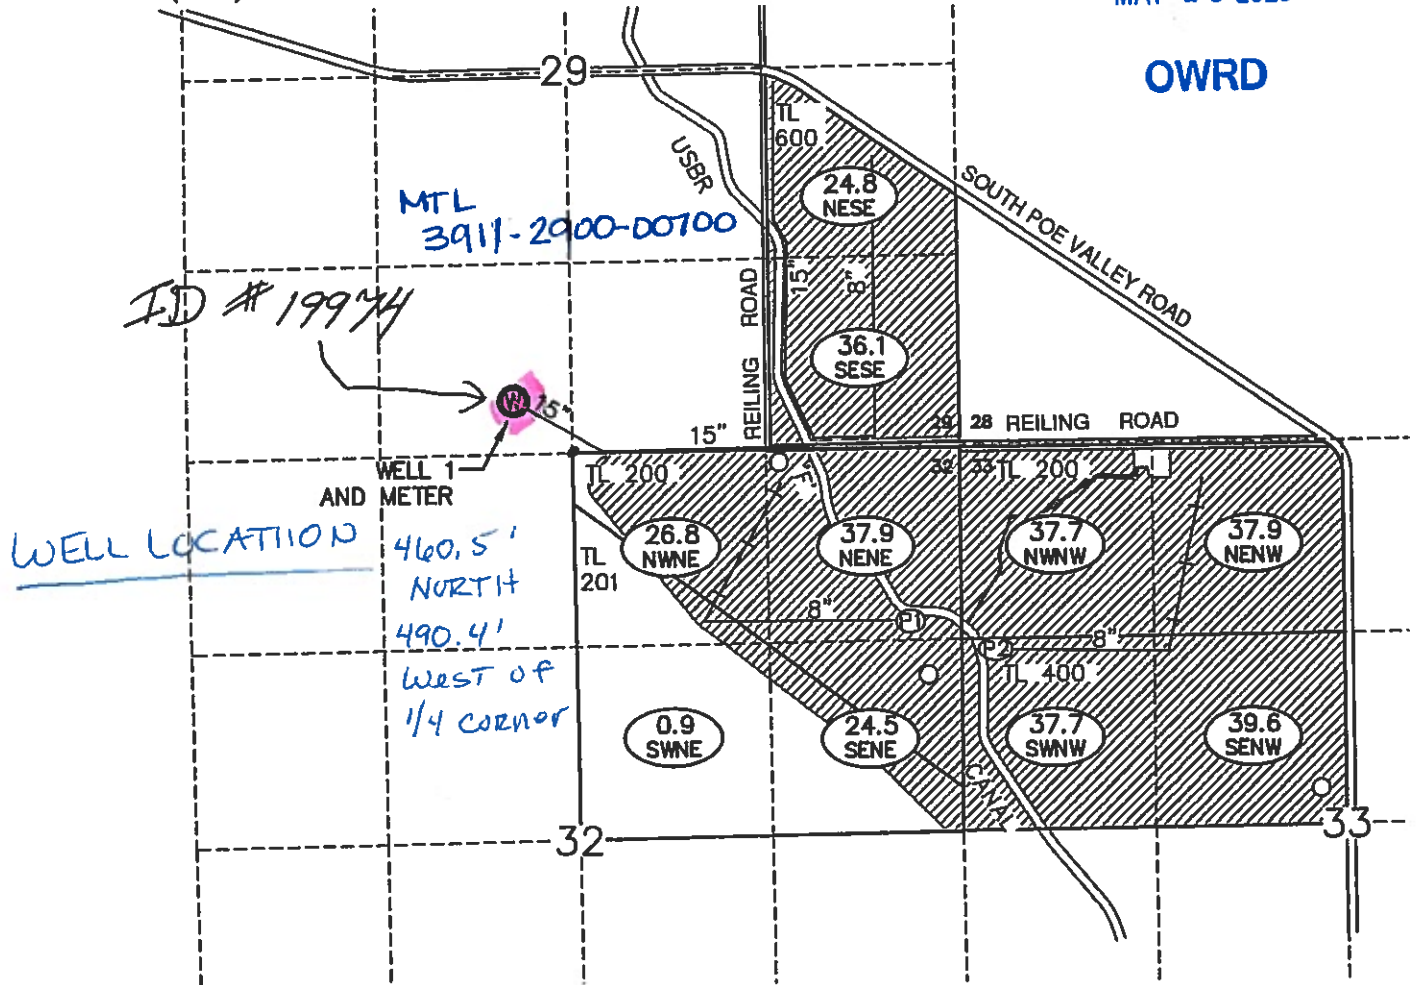 OWRD
29
TL
600
USBR
24.8
NESE
SOUTH POE VALLEY ROAD
MTL
3911-2900-00700
ID # 19974
REILING ROAD
15"
8"
36.1
SESE
W
15"
15"
29
28 REILING ROAD
WELL 1
AND METER
TL 200
"F"
32
33
TL 200
WELL LOCATIION
460.5'
NORTH
490.4'
WEST OF
1/4 CORNER
TL
201
26.8
NWNE
37.9
NENE
37.7
NWNW
37.9
NENW
8"
P1
8"
P2
TL 400
0.9
SWNE
24.5
SENE
37.7
SWNW
39.6
SENW
CANAL
32
33